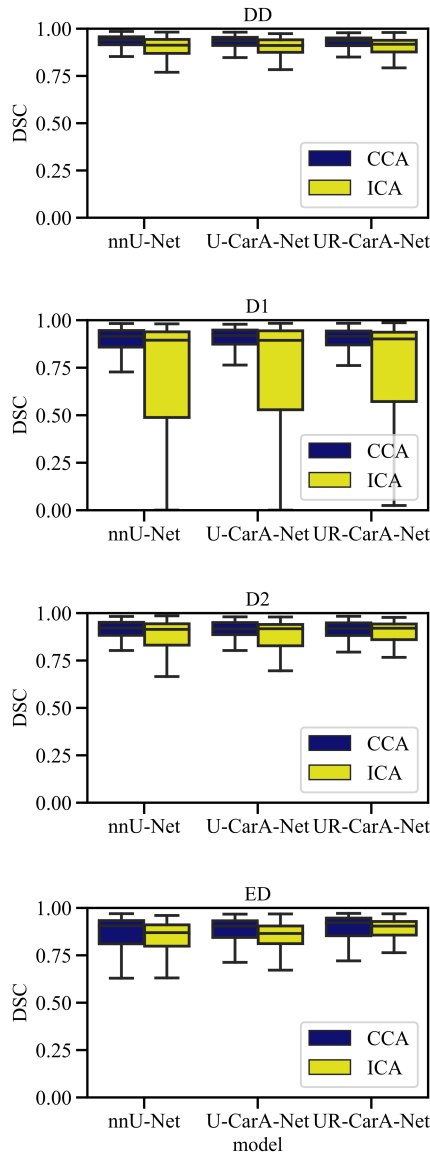 DD
1.00
0.75
0.50
0.25
0.00
DSC
CCA
ICA
nnU-Net U-CarA-Net UR-CarA-Net
D1
1.00
0.75
0.50
0.25
0.00
DSC
CCA
ICA
nnU-Net U-CarA-Net UR-CarA-Net
D2
1.00
0.75
0.50
0.25
0.00
DSC
CCA
ICA
nnU-Net U-CarA-Net UR-CarA-Net
ED
1.00
0.75
0.50
0.25
0.00
DSC
CCA
ICA
nnU-Net U-CarA-Net UR-CarA-Net
model